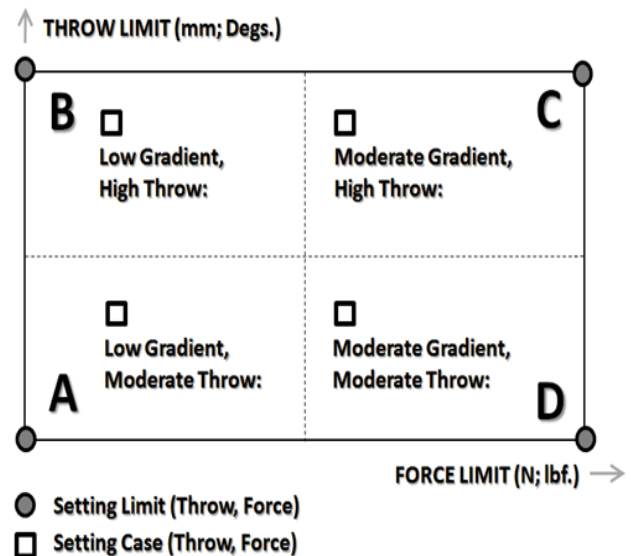 THROW LIMIT (mm; Degs.)
B
C
Low Gradient,
High Throw:
Moderate Gradient,
High Throw:
Low Gradient,
Moderate Throw:
Moderate Gradient,
Moderate Throw:
A
D
FORCE LIMIT (N; lbf.)
Setting Limit (Throw, Force)
Setting Case (Throw, Force)